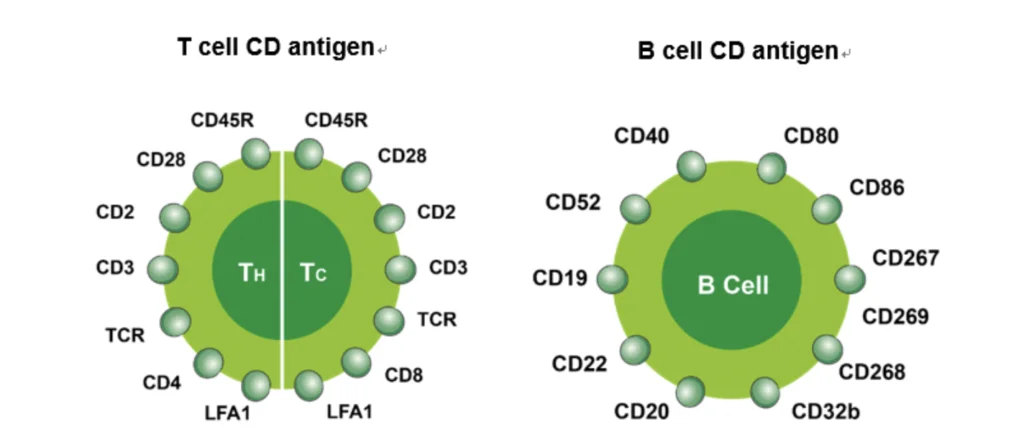 T cell CD antigen↵
B cell CD antigen↵
CD45R
CD45R
CD28
CD28
CD2
CD2
CD3
TH
TC
CD3
TCR
TCR
CD4
CD8
LFA1
LFA1
CD40
CD80
CD52
CD86
CD19
B Cell
CD267
CD269
CD22
CD268
CD20
CD32b